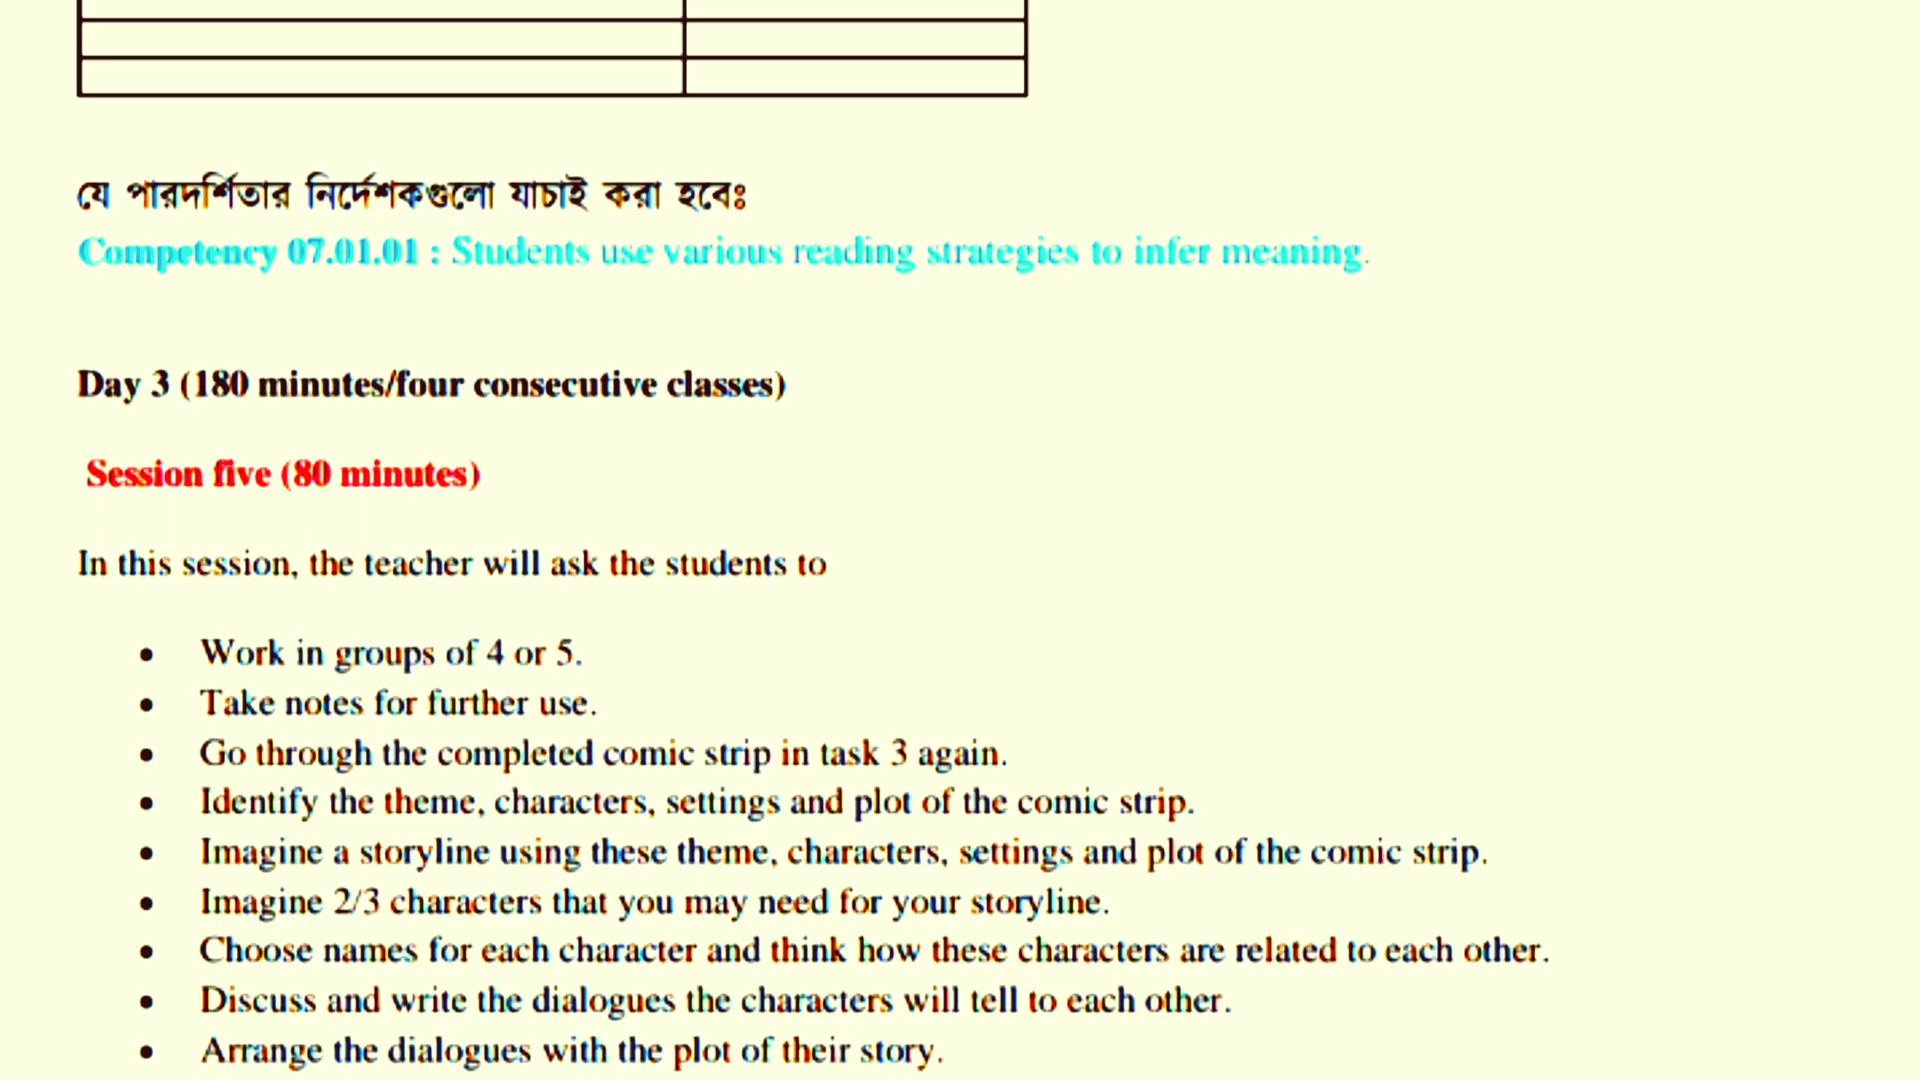 যে পারদর্শিতার নির্দেশকগুলো যাচাই করা হবেঃ
Competency 07.01.01 : Students use various reading strategies to infer meaning.
Day 3 (180 minutes/four consecutive classes)
Session five (80 minutes)
In this session, the teacher will ask the students to
• Work in groups of 4 or 5.
• Take notes for further use.
• Go through the completed comic strip in task 3 again.
• Identify the theme, characters, settings and plot of the comic strip.
• Imagine a storyline using these theme, characters, settings and plot of the comic strip.
• Imagine 2/3 characters that you may need for your storyline.
• Choose names for each character and think how these characters are related to each other.
• Discuss and write the dialogues the characters will tell to each other.
• Arrange the dialogues with the plot of their story.